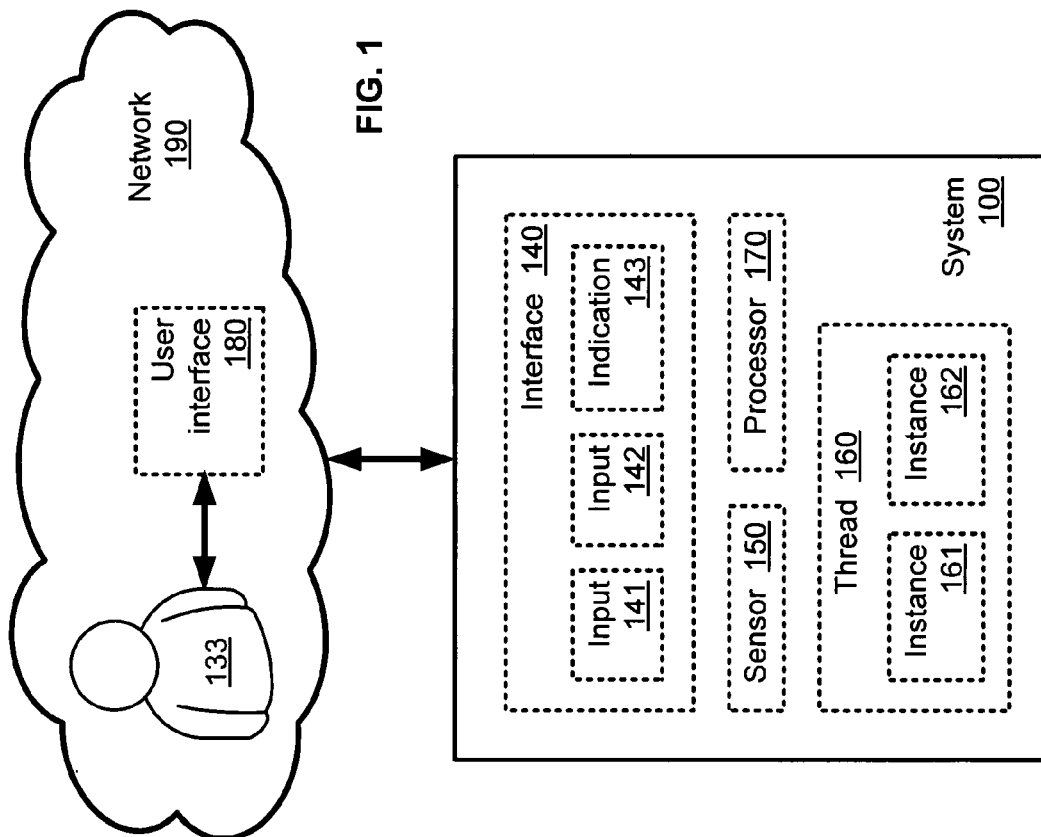 Network
190
User
interface
180
133
FIG. 1
Interface 140
Input
141
Input
142
Indication
143
Sensor 150
Processor 170
Thread 160
Instance
161
Instance
162
System
100